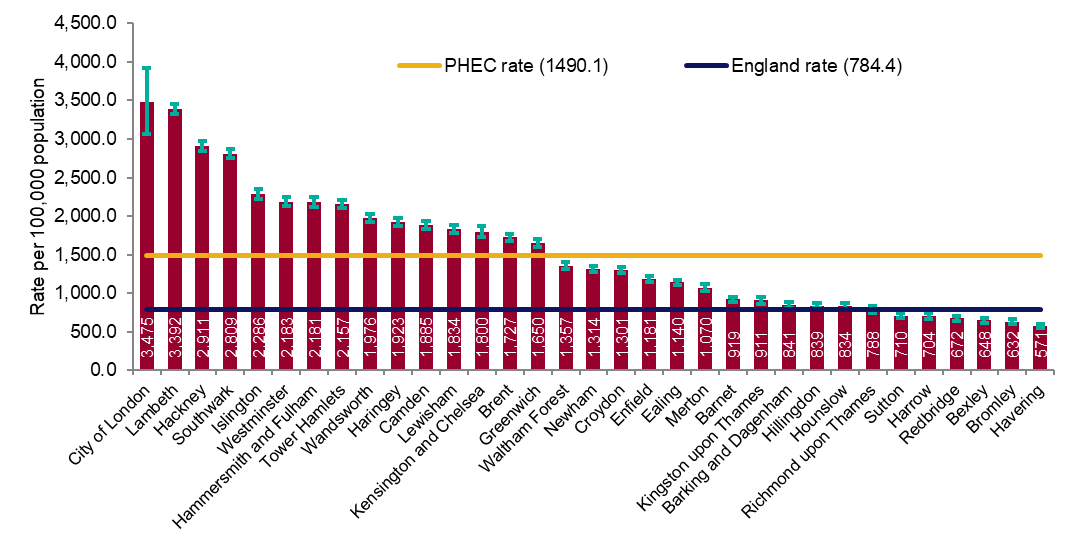 Rate per 100,000 population
4,500.0
4,000.0
3,500.0
3,000.0
2,500.0
2,000.0
1,500.0
1,000.0
500.0
0.0
PHEC rate (1490.1)
England rate (784.4)
3,475
3,392
2,911
2,809
2,286
2,183
2,181
2,157
1,976
1,923
1,885
1,834
1,800
1,727
1,650
1,357
1,314
1,301
1,181
1,140
1,070
919
911
841
839
834
788
710
704
672
648
632
571
City of London
Lambeth
Hackney
Southwark
Islington
Westminster
Hammersmith and Fulham
Tower Hamlets
Wandsworth
Haringey
Camden
Lewisham
Kensington and Chelsea
Brent
Greenwich
Waltham Forest
Newham
Croydon
Enfield
Ealing
Merton
Barnet
Kingston upon Thames
Barking and Dagenham
Hillingdon
Hounslow
Richmond upon Thames
Sutton
Harrow
Redbridge
Bexley
Bromley
Havering